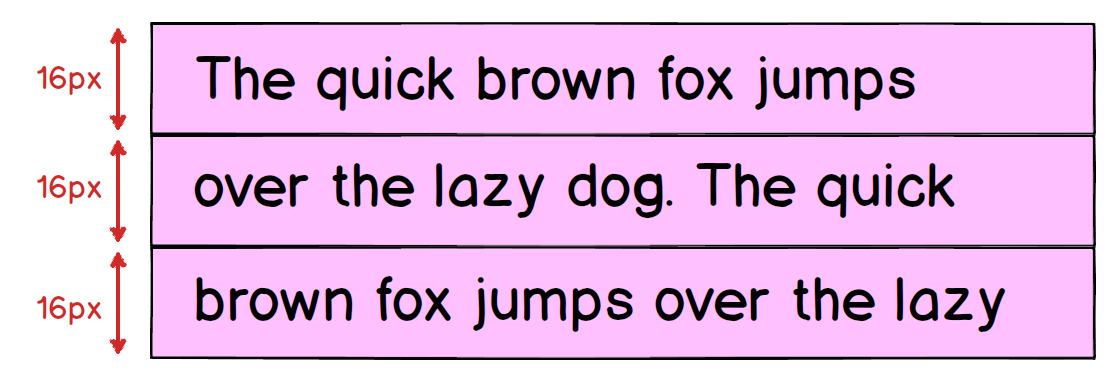 16px The quick brown fox jumps
16px over the lazy dog. The quick
16px brown fox jumps over the lazy